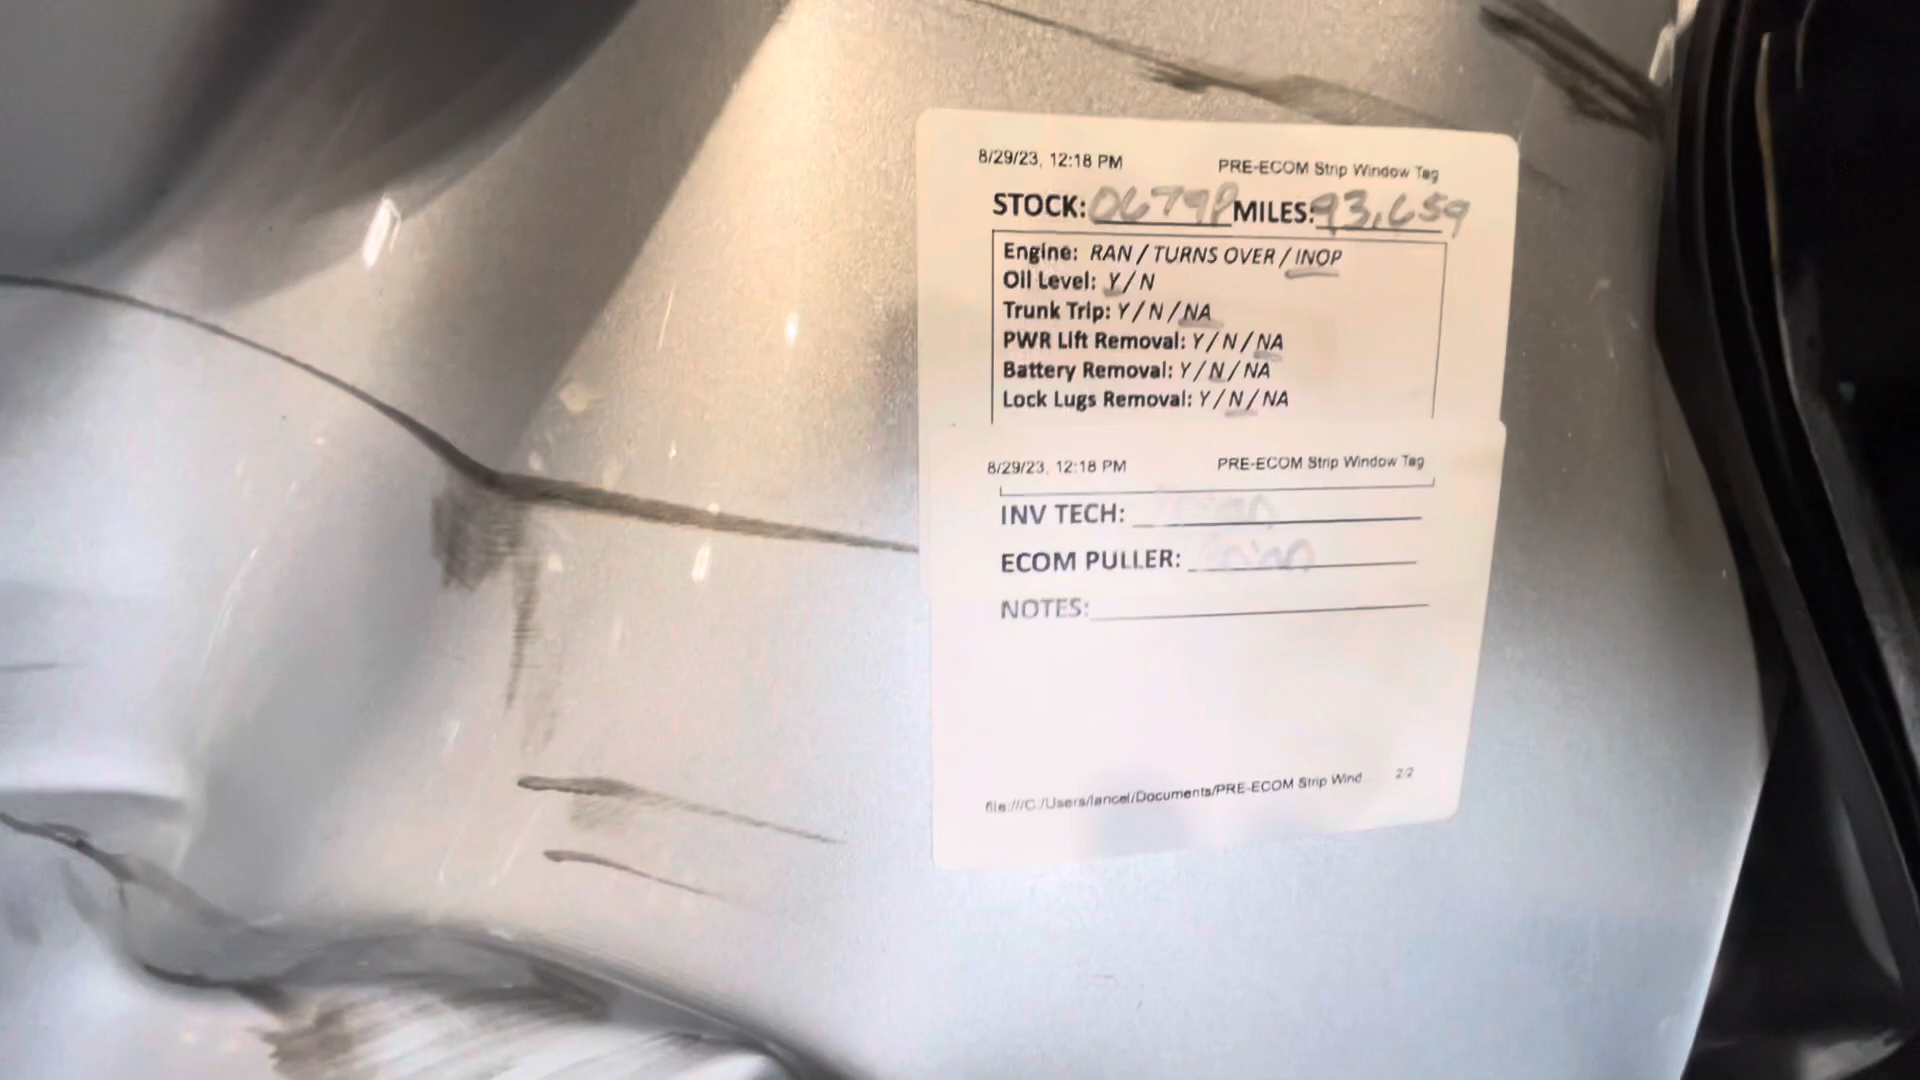 8/29/23, 12:18 PM PRE-ECOM Strip Window Tag
STOCK: 0679P MILES: 93,659
Engine: RAN / TURNS OVER / INOP
Oil Level: Y / N
Trunk Trip: Y / N / NA
PWR Lift Removal: Y / N / NA
Battery Removal: Y / N / NA
Lock Lugs Removal: Y / N / NA
8/29/23, 12:18 PM PRE-ECOM Strip Window Tag
INV TECH:
ECOM PULLER:
NOTES:
file:///C:/Users/lancel/Documents/PRE-ECOM Strip Wind 2/2